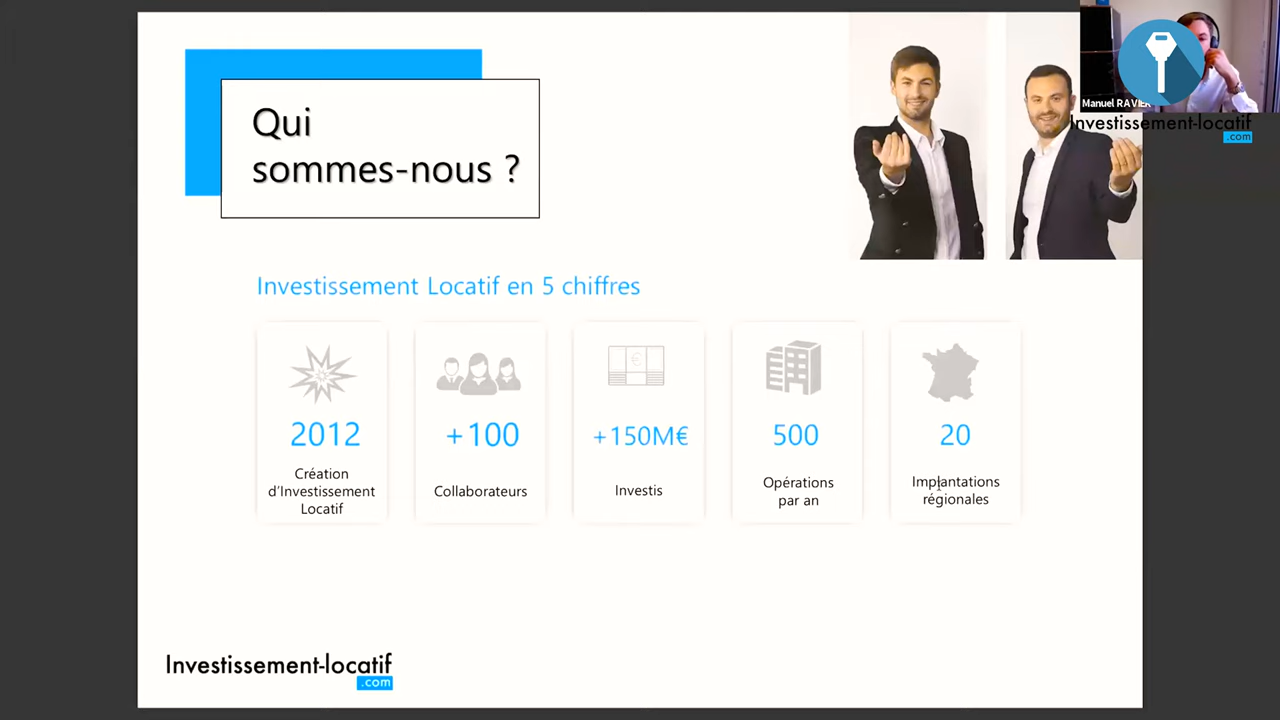 Qui
sommes-nous ?
Manuel RAVIER
Investissement-locatif
.com
Investissement Locatif en 5 chiffres
2012
Création
d'Investissement
Locatif
+100
Collaborateurs
+150M€
Investis
500
Opérations
par an
20
Implantations
régionales
Investissement-locatif
.com